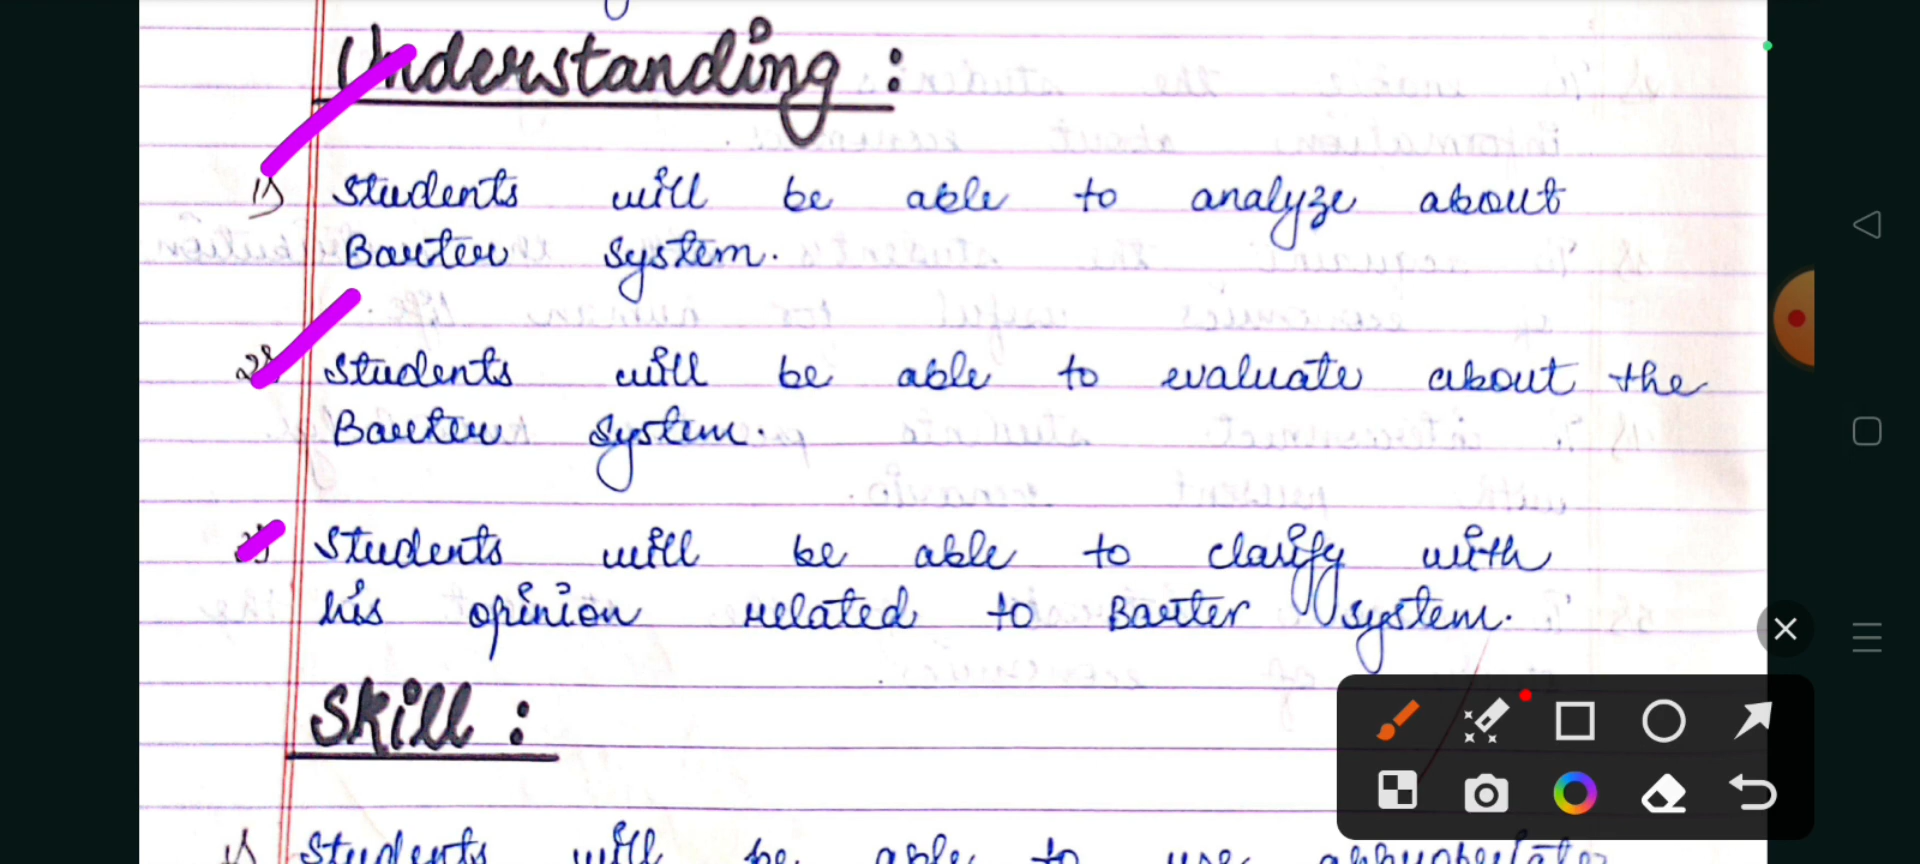 Understanding :
1) Students will be able to analyze about
Barter system.
2) Students will be able to evaluate about the
Barter system.
3) Students will be able to clarify with
his opinion related to Barter system.
Skill :
1) Students will be able to use